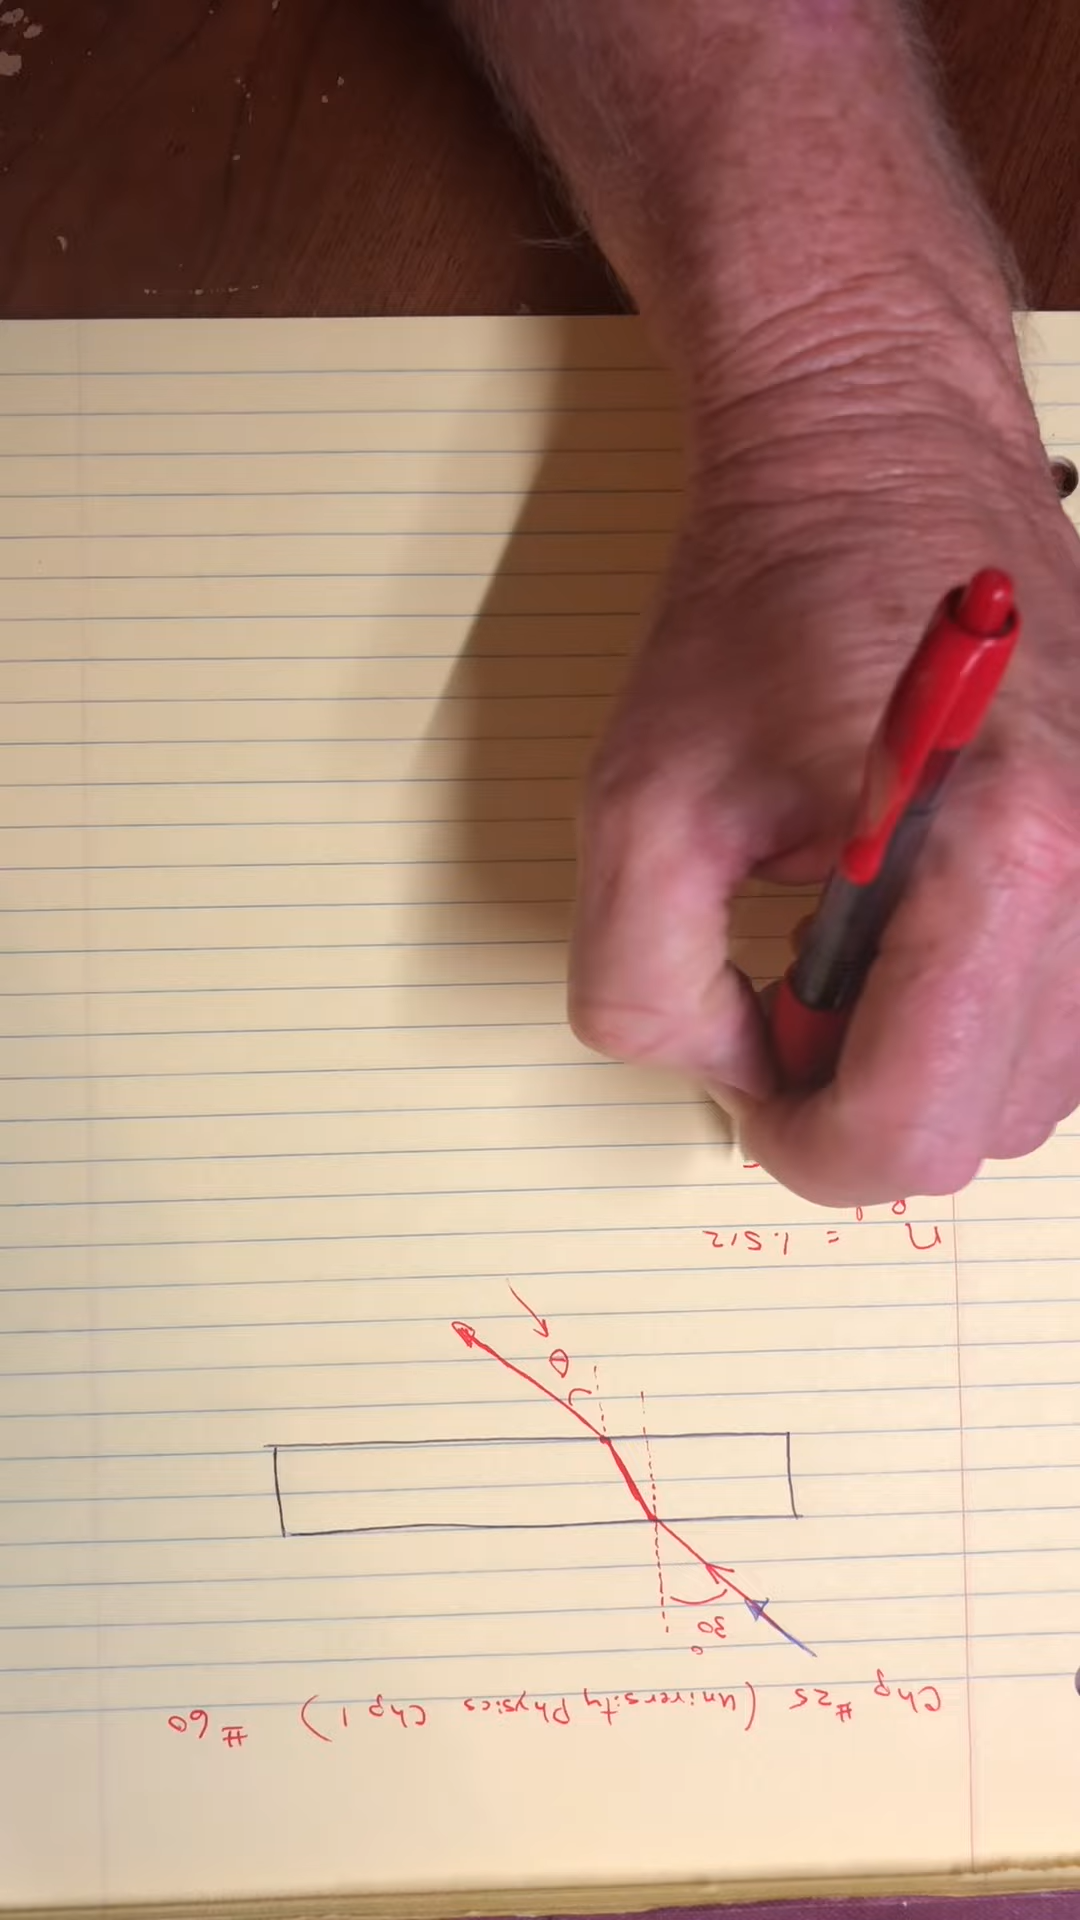 Chp #25 (University Physics Chp 1) #60
30°
θ
n = 1.512